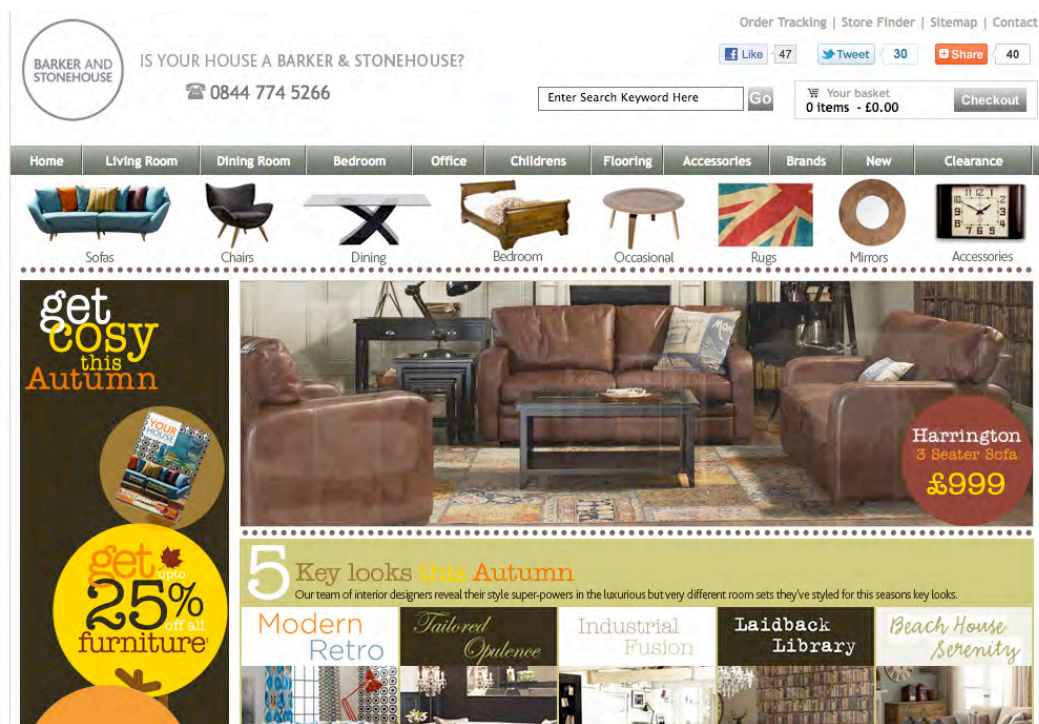 Order Tracking | Store Finder | Sitemap | Contact
BARKER AND
STONEHOUSE
IS YOUR HOUSE A BARKER & STONEHOUSE?
0844 774 5266
Like 47
Tweet 30
Share 40
Enter Search Keyword Here Go
Your basket
0 items - £0.00
Checkout
Home Living Room Dining Room Bedroom Office Childrens Flooring Accessories Brands New Clearance
Sofas Chairs Dining Bedroom Occasional Rugs Mirrors Accessories
get
cosy
this
Autumn
YOUR
HOUSE
get
upto
25%
off all
furniture
Harrington
3 Seater Sofa
£999
5 Key looks this Autumn
Our team of interior designers reveal their style super-powers in the luxurious but very different room sets they've styled for this seasons key looks.
Modern
Retro
Tailored
Opulence
Industrial
Fusion
Laidback
Library
Beach House
Serenity